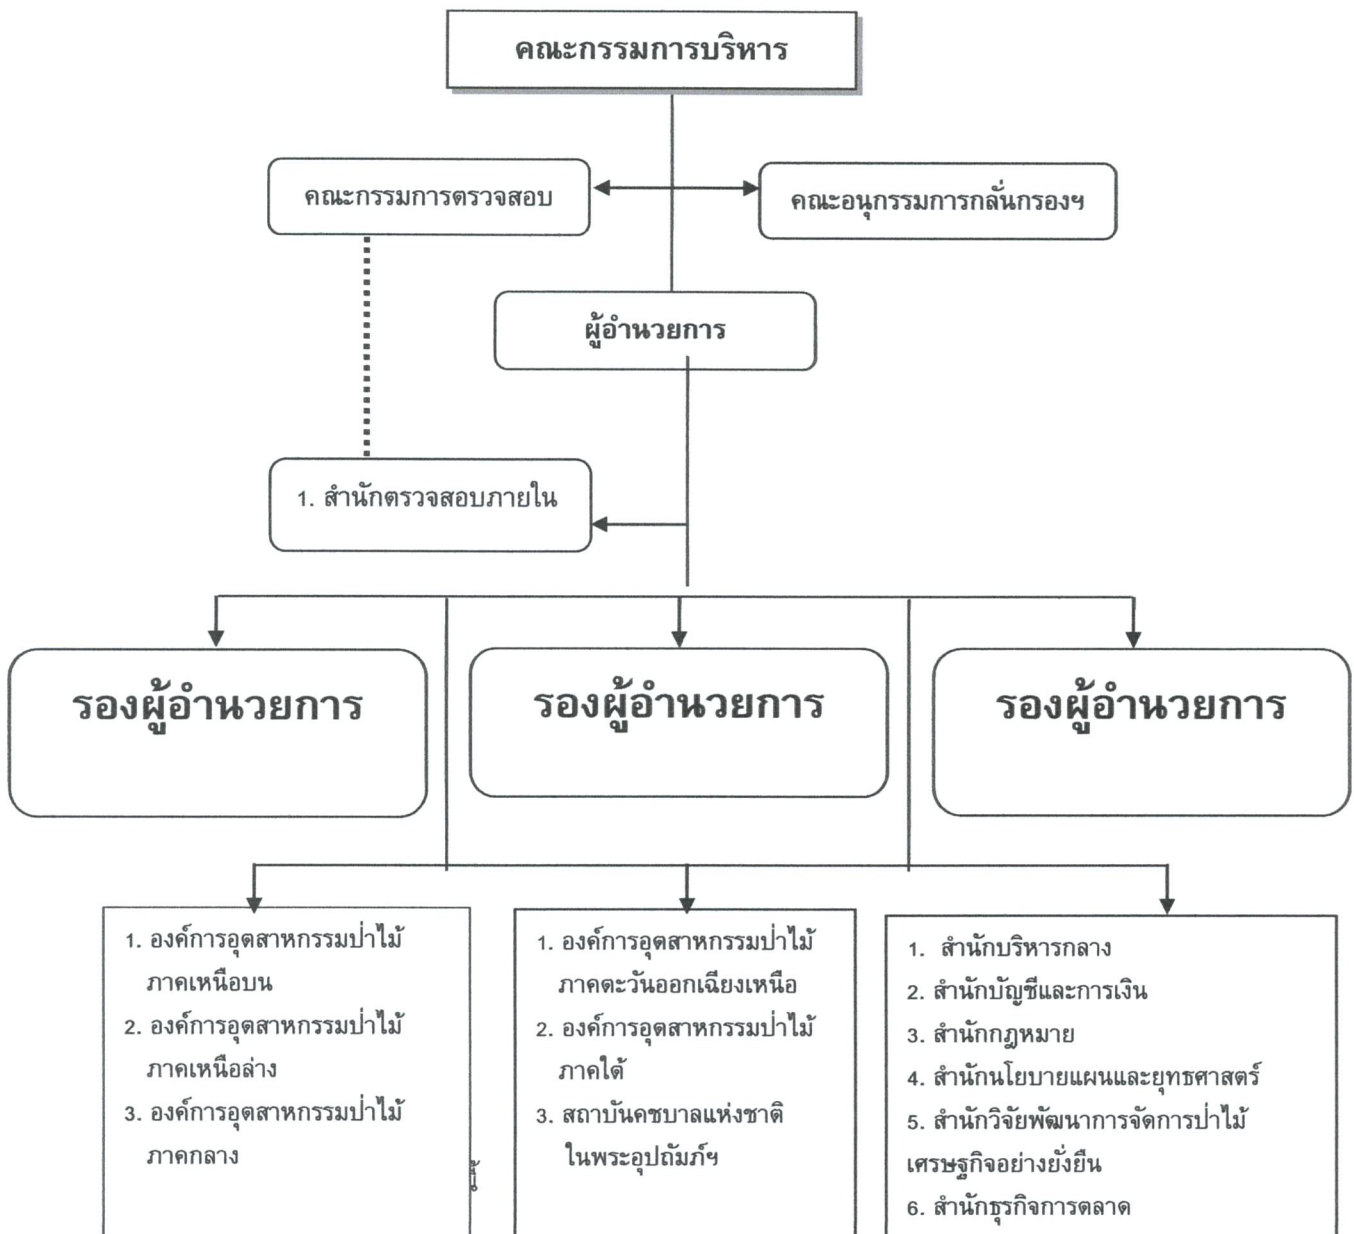 คณะกรรมการบริหาร
คณะกรรมการตรวจสอบ
คณะอนุกรรมการกลั่นกรองฯ
ผู้อำนวยการ
1. สำนักตรวจสอบภายใน
รองผู้อำนวยการ
รองผู้อำนวยการ
รองผู้อำนวยการ
1. องค์การอุตสาหกรรมป่าไม้
ภาคเหนือบน
2. องค์การอุตสาหกรรมป่าไม้
ภาคเหนือล่าง
3. องค์การอุตสาหกรรมป่าไม้
ภาคกลาง
1. องค์การอุตสาหกรรมป่าไม้
ภาคตะวันออกเฉียงเหนือ
2. องค์การอุตสาหกรรมป่าไม้
ภาคใต้
3. สถาบันคชบาลแห่งชาติ
ในพระอุปถัมภ์ฯ
1. สำนักบริหารกลาง
2. สำนักบัญชีและการเงิน
3. สำนักกฎหมาย
4. สำนักนโยบายแผนและยุทธศาสตร์
5. สำนักวิจัยพัฒนาการจัดการป่าไม้
เศรษฐกิจอย่างยั่งยืน
6. สำนักธุรกิจการตลาด